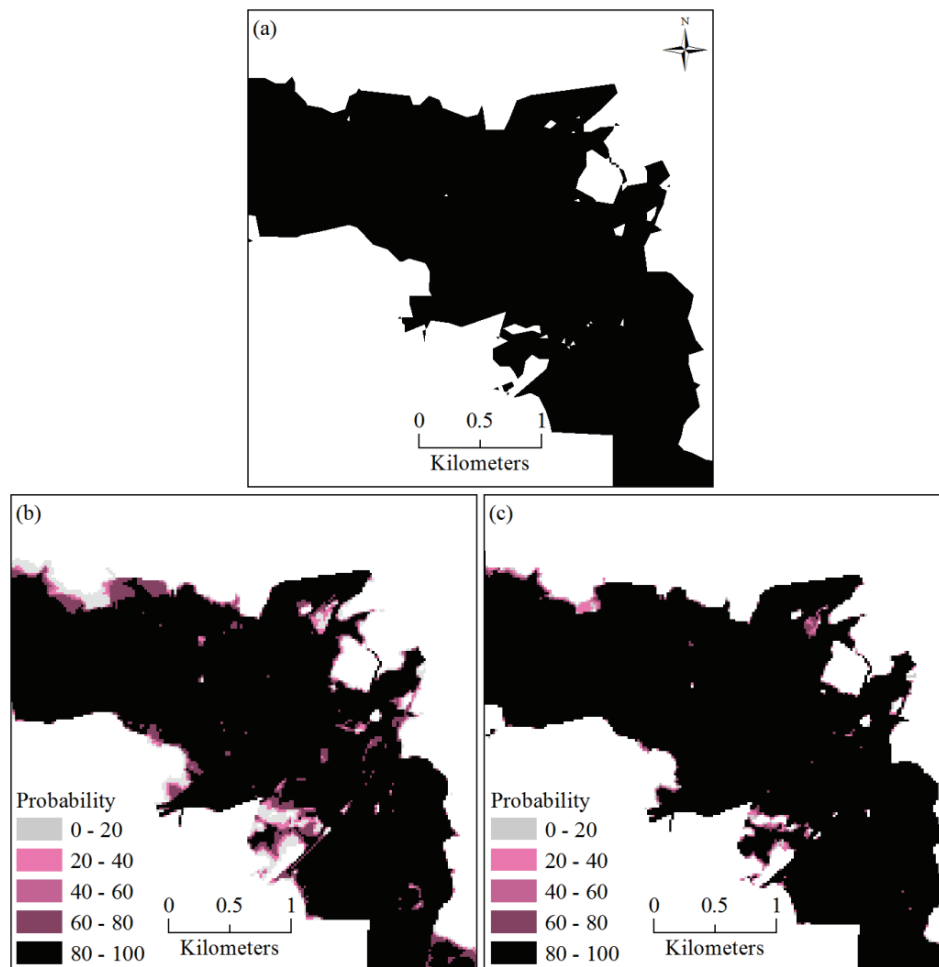 (a)
N
0 0.5 1
Kilometers
(b)
Probability
0 - 20
20 - 40
40 - 60
60 - 80
80 - 100
0 0.5 1
Kilometers
(c)
Probability
0 - 20
20 - 40
40 - 60
60 - 80
80 - 100
0 0.5 1
Kilometers